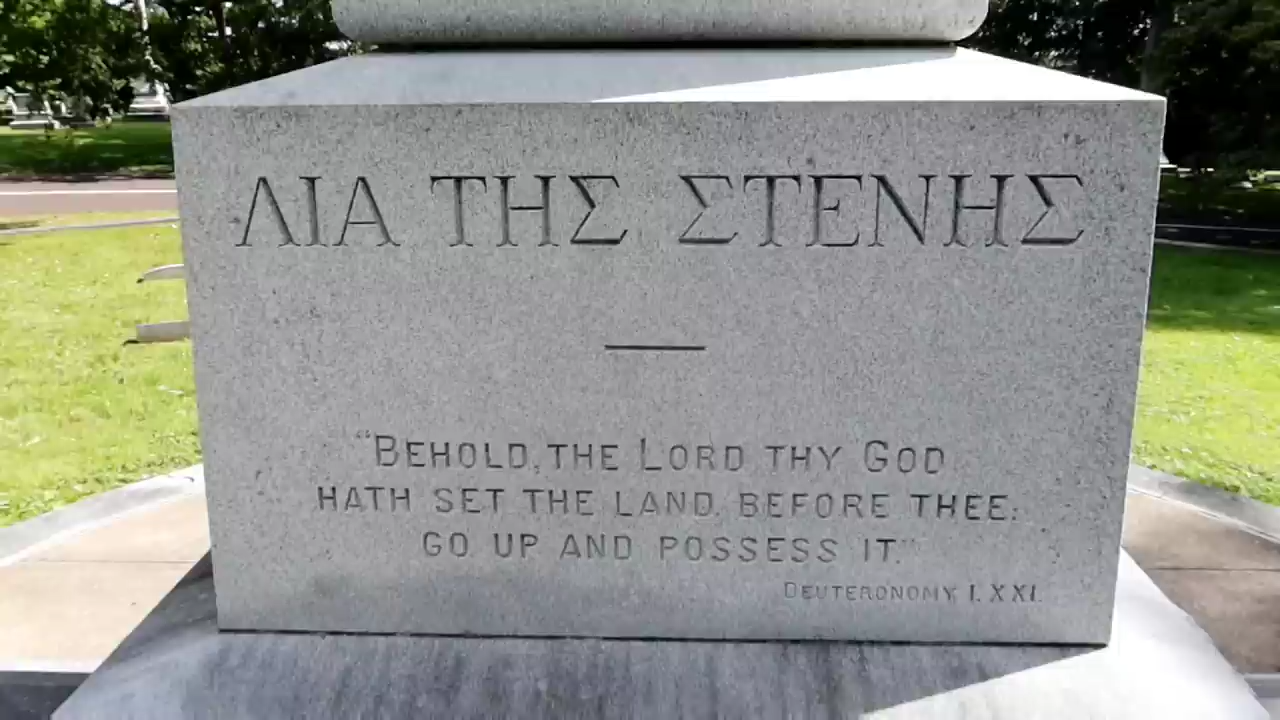 ΛΙΑ ΤΗΣ ΣΤΕΝΗΣ
“BEHOLD, THE LORD THY GOD
HATH SET THE LAND BEFORE THEE:
GO UP AND POSSESS IT.”
DEUTERONOMY I. XXI.